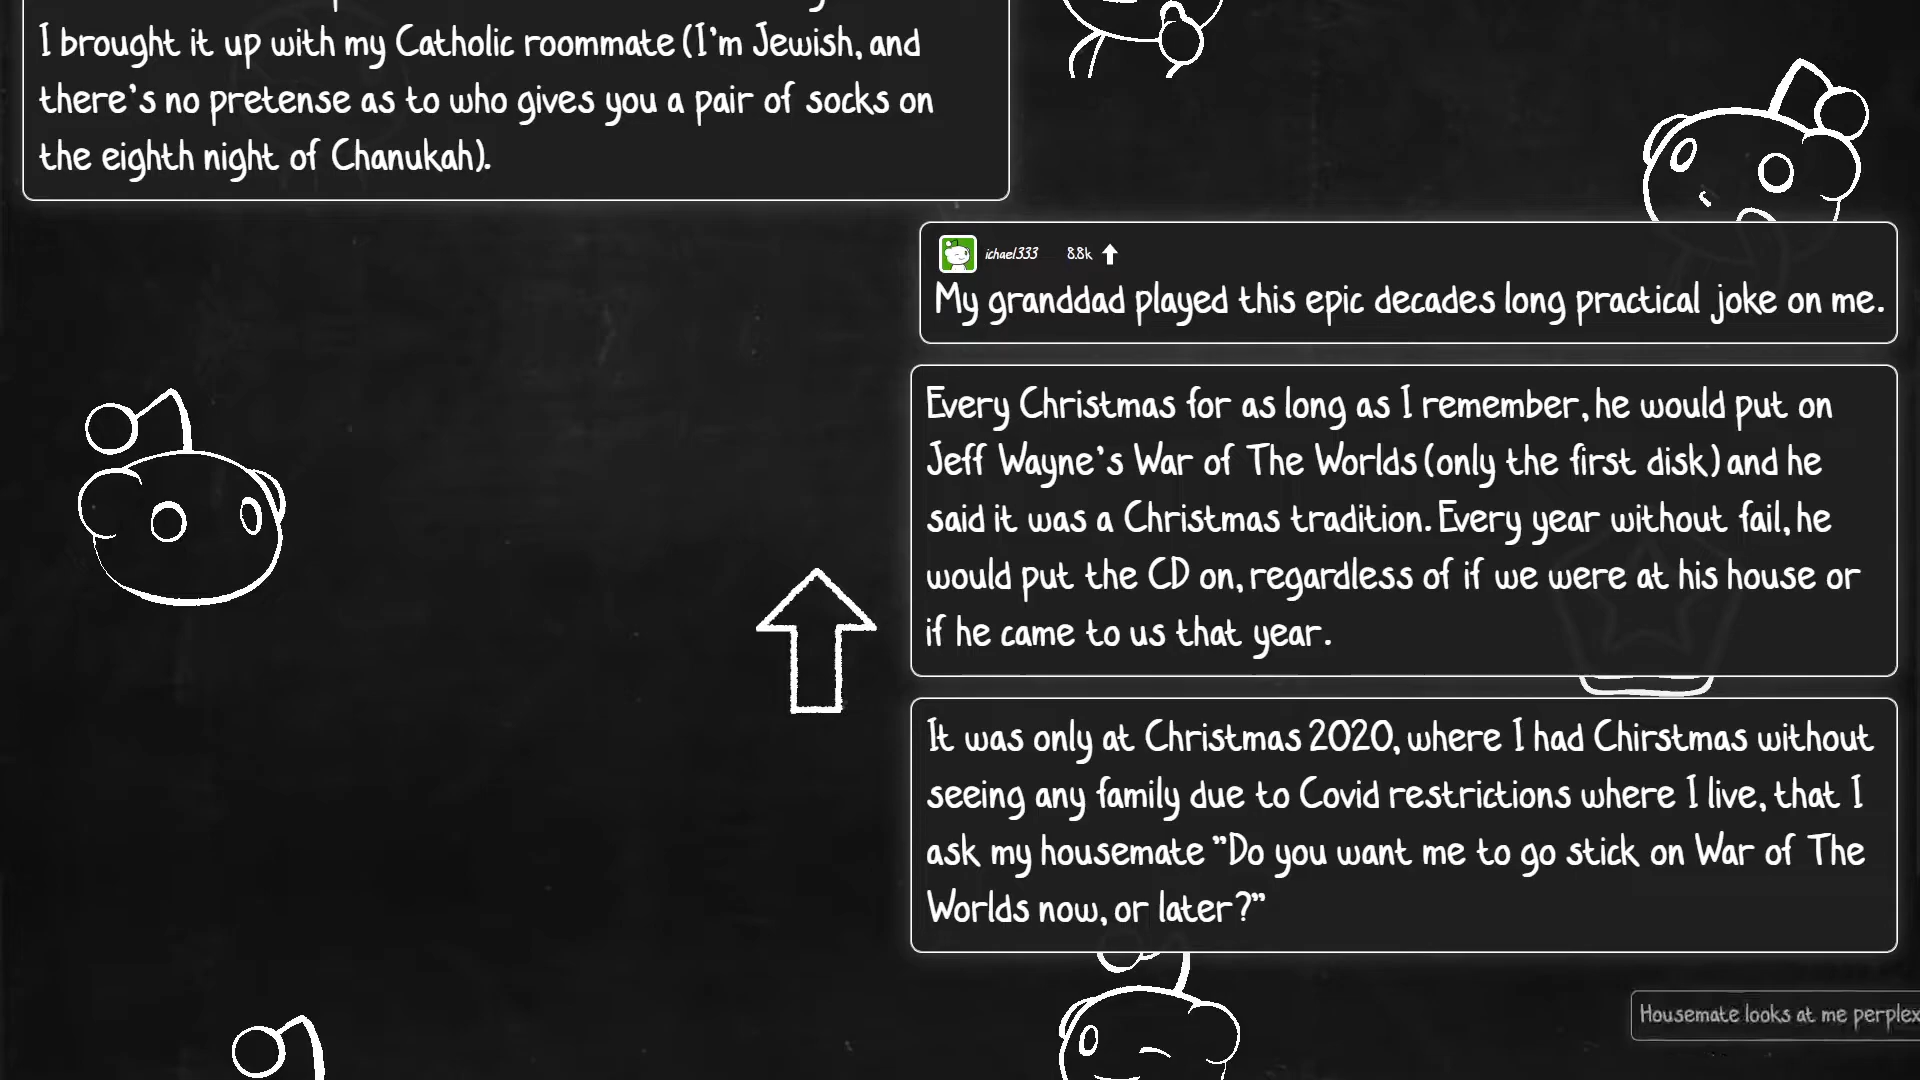 I brought it up with my Catholic roommate (I'm Jewish, and
there's no pretense as to who gives you a pair of socks on
the eighth night of Chanukah).
ichael333 8.8k
My granddad played this epic decades long practical joke on me.
Every Christmas for as long as I remember, he would put on
Jeff Wayne's War of The Worlds (only the first disk) and he
said it was a Christmas tradition. Every year without fail, he
would put the CD on, regardless of if we were at his house or
if he came to us that year.
It was only at Christmas 2020, where I had Chirstmas without
seeing any family due to Covid restrictions where I live, that I
ask my housemate "Do you want me to go stick on War of The
Worlds now, or later?"
Housemate looks at me perplex